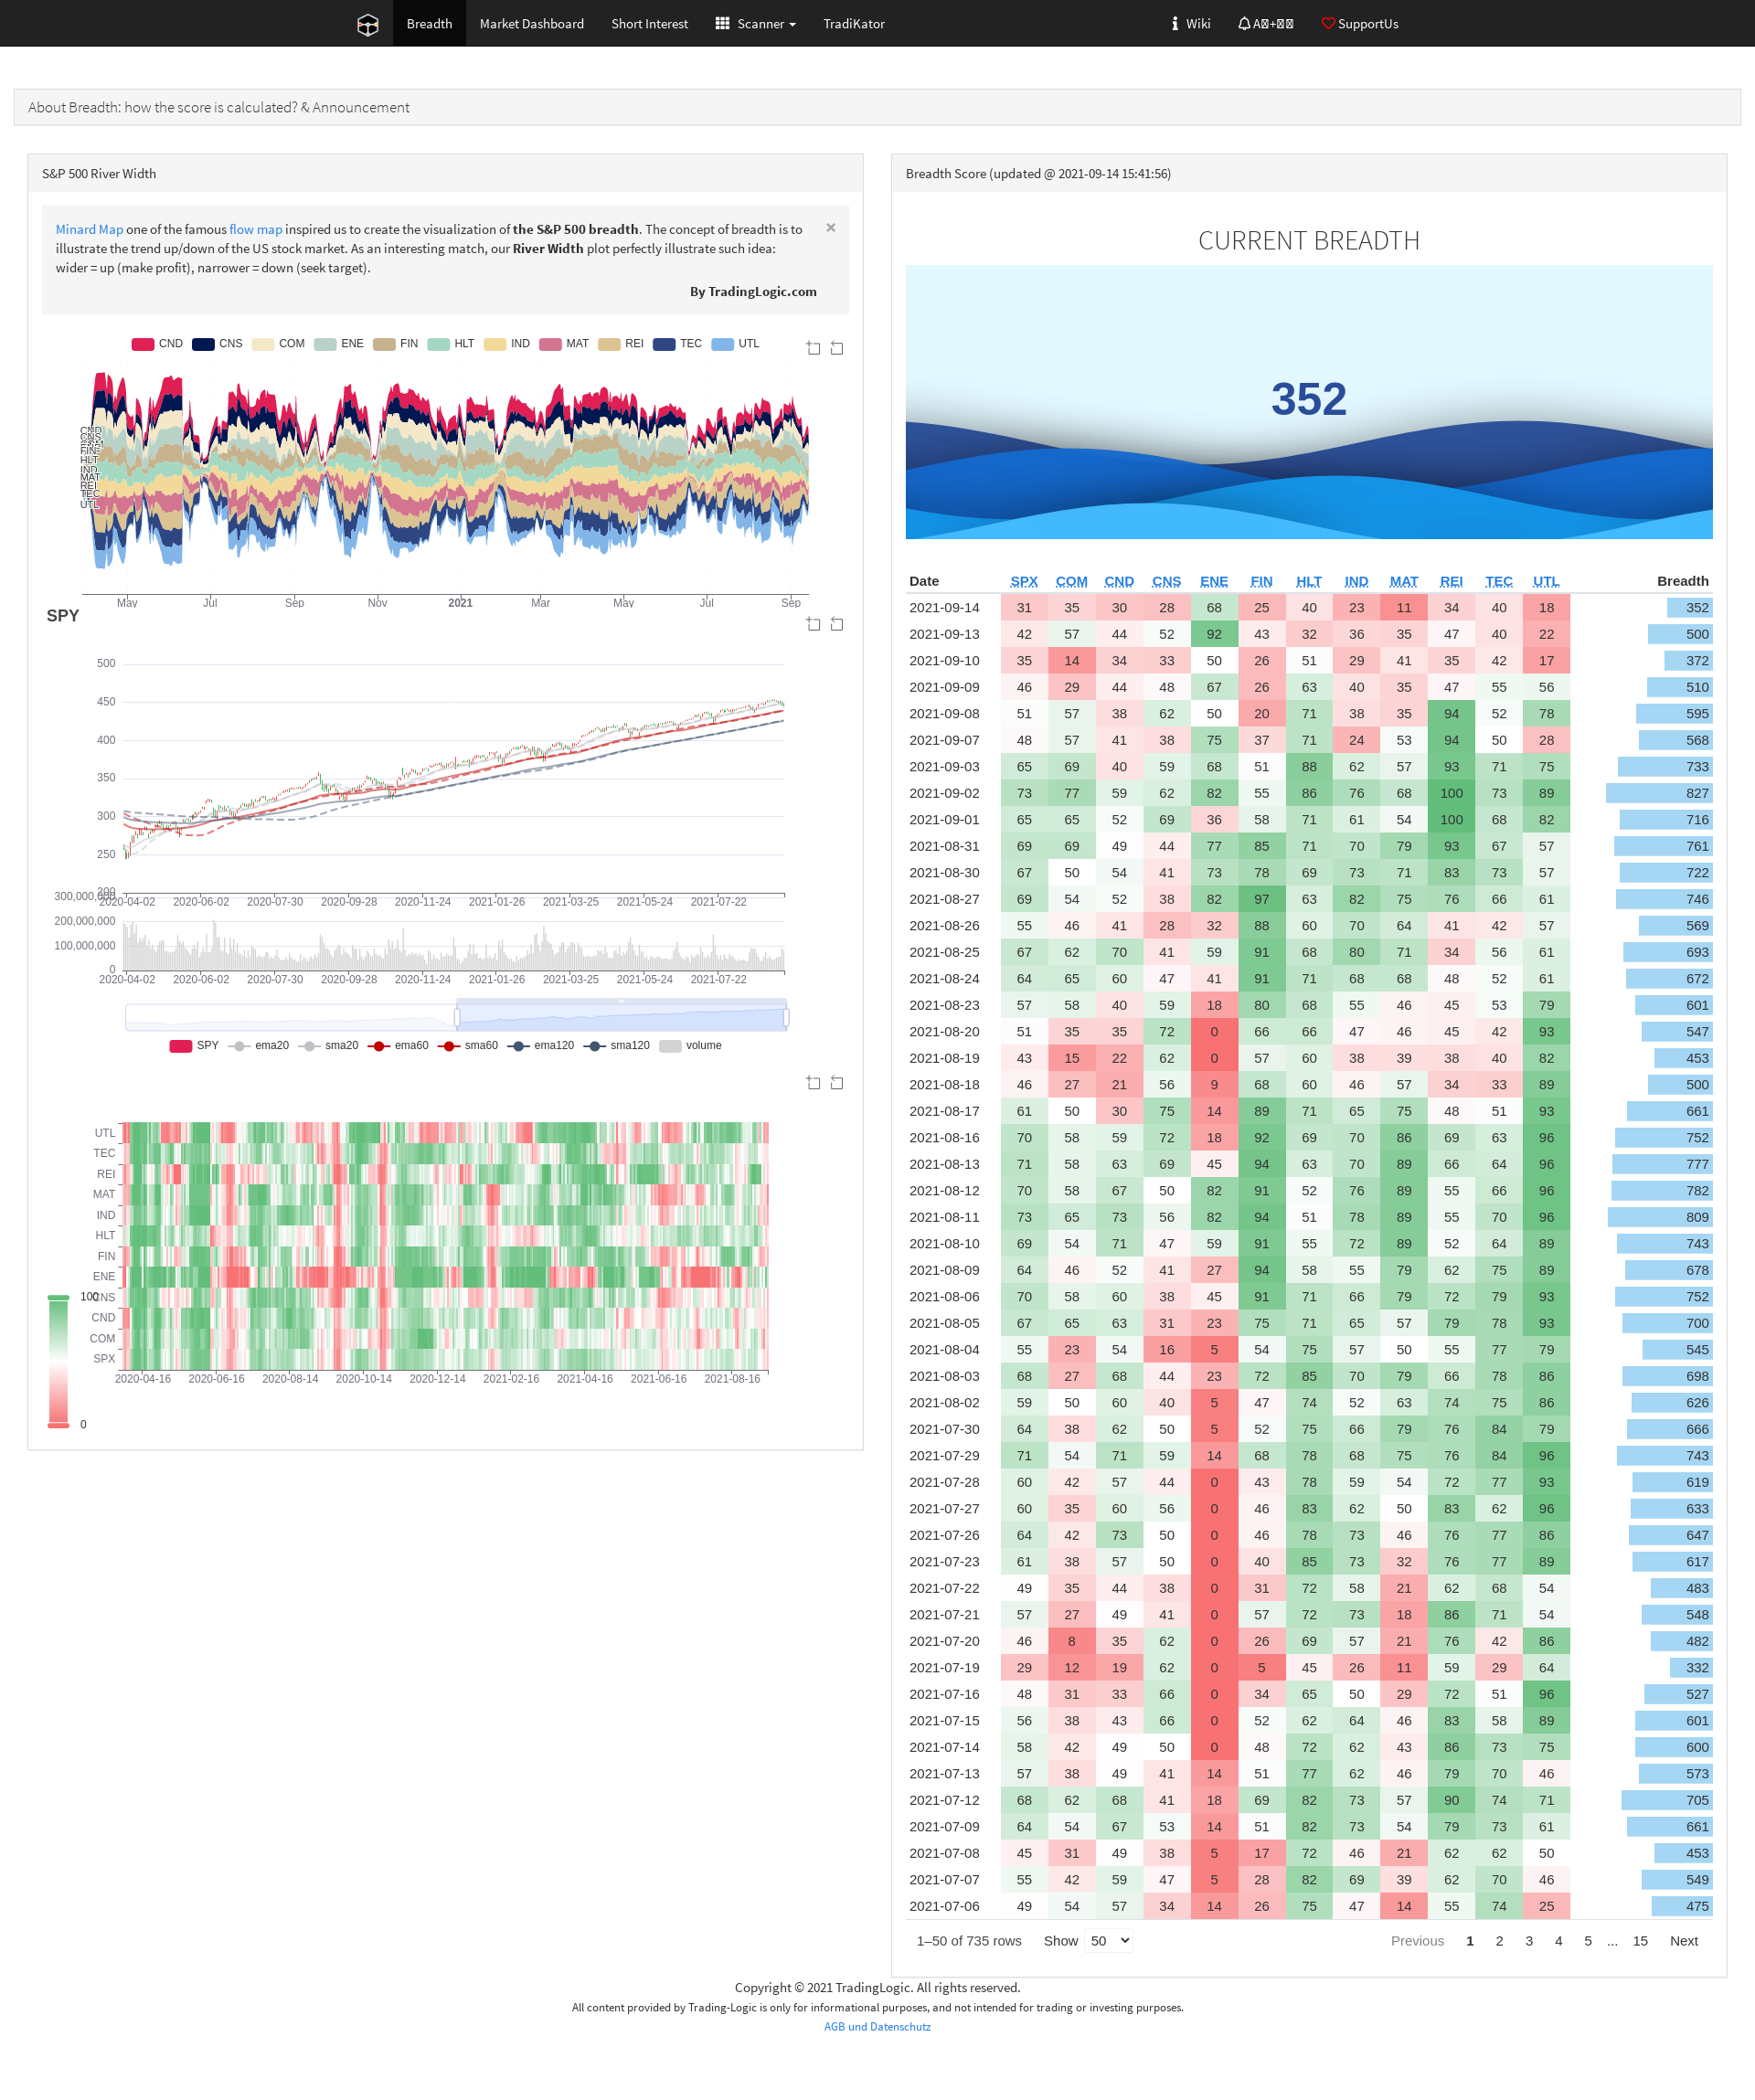 Breadth Market Dashboard Short Interest Scanner TradiKator Wiki SupportUs
About Breadth: how the score is calculated? & Announcement
S&P 500 River Width
Minard Map one of the famous flow map inspired us to create the visualization of the S&P 500 breadth. The concept of breadth is to
illustrate the trend up/down of the US stock market. As an interesting match, our River Width plot perfectly illustrate such idea:
wider = up (make profit), narrower = down (seek target).
×
By TradingLogic.com
CND CNS COM ENE FIN HLT IND MAT REI TEC UTL
CND
CNS
FIN
HLT
IND
MAT
REI
TEC
UTL
May Jul Sep Nov 2021 Mar May Jul Sep
SPY
500
450
400
350
300
250
200
2020-04-02 2020-06-02 2020-07-30 2020-09-28 2020-11-24 2021-01-26 2021-03-25 2021-05-24 2021-07-22
300,000,000
200,000,000
100,000,000
0
2020-04-02 2020-06-02 2020-07-30 2020-09-28 2020-11-24 2021-01-26 2021-03-25 2021-05-24 2021-07-22
SPY ema20 sma20 ema60 sma60 ema120 sma120 volume
UTL
TEC
REI
MAT
IND
HLT
FIN
ENE
CNS
CND
COM
SPX
100
0
2020-04-16 2020-06-16 2020-08-14 2020-10-14 2020-12-14 2021-02-16 2021-04-16 2021-06-16 2021-08-16
Breadth Score (updated @ 2021-09-14 15:41:56)
CURRENT BREADTH
352
Date SPX COM CND CNS ENE FIN HLT IND MAT REI TEC UTL Breadth
2021-09-14 31 35 30 28 68 25 40 23 11 34 40 18 352
2021-09-13 42 57 44 52 92 43 32 36 35 47 40 22 500
2021-09-10 35 14 34 33 50 26 51 29 41 35 42 17 372
2021-09-09 46 29 44 48 67 26 63 40 35 47 55 56 510
2021-09-08 51 57 38 62 50 20 71 38 35 94 52 78 595
2021-09-07 48 57 41 38 75 37 71 24 53 94 50 28 568
2021-09-03 65 69 40 59 68 51 88 62 57 93 71 75 733
2021-09-02 73 77 59 62 82 55 86 76 68 100 73 89 827
2021-09-01 65 65 52 69 36 58 71 61 54 100 68 82 716
2021-08-31 69 69 49 44 77 85 71 70 79 93 67 57 761
2021-08-30 67 50 54 41 73 78 69 73 71 83 73 57 722
2021-08-27 69 54 52 38 82 97 63 82 75 76 66 61 746
2021-08-26 55 46 41 28 32 88 60 70 64 41 42 57 569
2021-08-25 67 62 70 41 59 91 68 80 71 34 56 61 693
2021-08-24 64 65 60 47 41 91 71 68 68 48 52 61 672
2021-08-23 57 58 40 59 18 80 68 55 46 45 53 79 601
2021-08-20 51 35 35 72 0 66 66 47 46 45 42 93 547
2021-08-19 43 15 22 62 0 57 60 38 39 38 40 82 453
2021-08-18 46 27 21 56 9 68 60 46 57 34 33 89 500
2021-08-17 61 50 30 75 14 89 71 65 75 48 51 93 661
2021-08-16 70 58 59 72 18 92 69 70 86 69 63 96 752
2021-08-13 71 58 63 69 45 94 63 70 89 66 64 96 777
2021-08-12 70 58 67 50 82 91 52 76 89 55 66 96 782
2021-08-11 73 65 73 56 82 94 51 78 89 55 70 96 809
2021-08-10 69 54 71 47 59 91 55 72 89 52 64 89 743
2021-08-09 64 46 52 41 27 94 58 55 79 62 75 89 678
2021-08-06 70 58 60 38 45 91 71 66 79 72 79 93 752
2021-08-05 67 65 63 31 23 75 71 65 57 79 78 93 700
2021-08-04 55 23 54 16 5 54 75 57 50 55 77 79 545
2021-08-03 68 27 68 44 23 72 85 70 79 66 78 86 698
2021-08-02 59 50 60 40 5 47 74 52 63 74 75 86 626
2021-07-30 64 38 62 50 5 52 75 66 79 76 84 79 666
2021-07-29 71 54 71 59 14 68 78 68 75 76 84 96 743
2021-07-28 60 42 57 44 0 43 78 59 54 72 77 93 619
2021-07-27 60 35 60 56 0 46 83 62 50 83 62 96 633
2021-07-26 64 42 73 50 0 46 78 73 46 76 77 86 647
2021-07-23 61 38 57 50 0 40 85 73 32 76 77 89 617
2021-07-22 49 35 44 38 0 31 72 58 21 62 68 54 483
2021-07-21 57 27 49 41 0 57 72 73 18 86 71 54 548
2021-07-20 46 8 35 62 0 26 69 57 21 76 42 86 482
2021-07-19 29 12 19 62 0 5 45 26 11 59 29 64 332
2021-07-16 48 31 33 66 0 34 65 50 29 72 51 96 527
2021-07-15 56 38 43 66 0 52 62 64 46 83 58 89 601
2021-07-14 58 42 49 50 0 48 72 62 43 86 73 75 600
2021-07-13 57 38 49 41 14 51 77 62 46 79 70 46 573
2021-07-12 68 62 68 41 18 69 82 73 57 90 74 71 705
2021-07-09 64 54 67 53 14 51 82 73 54 79 73 61 661
2021-07-08 45 31 49 38 5 17 72 46 21 62 62 50 453
2021-07-07 55 42 59 47 5 28 82 69 39 62 70 46 549
2021-07-06 49 54 57 34 14 26 75 47 14 55 74 25 475
1–50 of 735 rows Show 50 Previous 1 2 3 4 5 ... 15 Next
Copyright © 2021 TradingLogic. All rights reserved.
All content provided by Trading-Logic is only for informational purposes, and not intended for trading or investing purposes.
AGB und Datenschutz